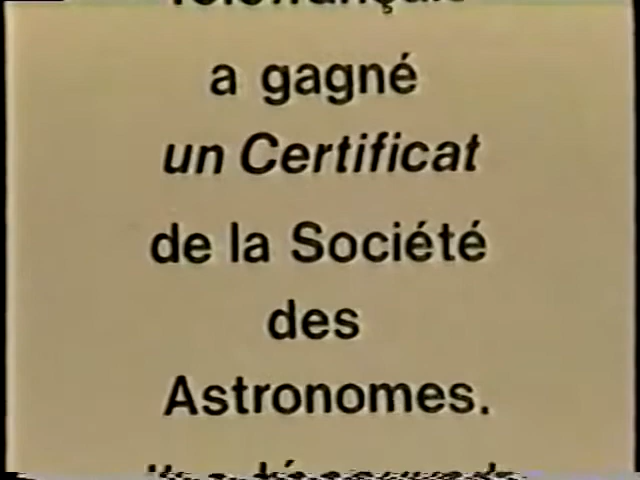 a gagné
un Certificat
de la Société
des
Astronomes.